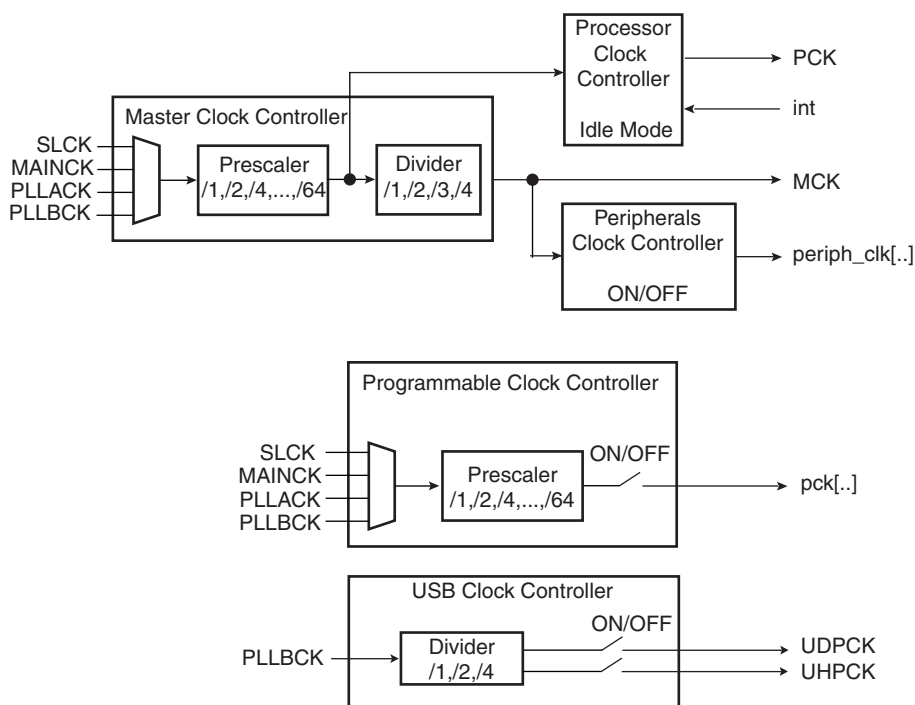 Processor
Clock
Controller
Idle Mode
PCK
int
Master Clock Controller
SLCK
MAINCK
PLLACK
PLLBCK
Prescaler
/1,/2,/4,...,/64
Divider
/1,/2,/3,/4
MCK
Peripherals
Clock Controller
ON/OFF
periph_clk[..]
Programmable Clock Controller
SLCK
MAINCK
PLLACK
PLLBCK
Prescaler
/1,/2,/4,...,/64
ON/OFF
pck[..]
USB Clock Controller
PLLBCK
Divider
/1,/2,/4
ON/OFF
UDPCK
UHPCK